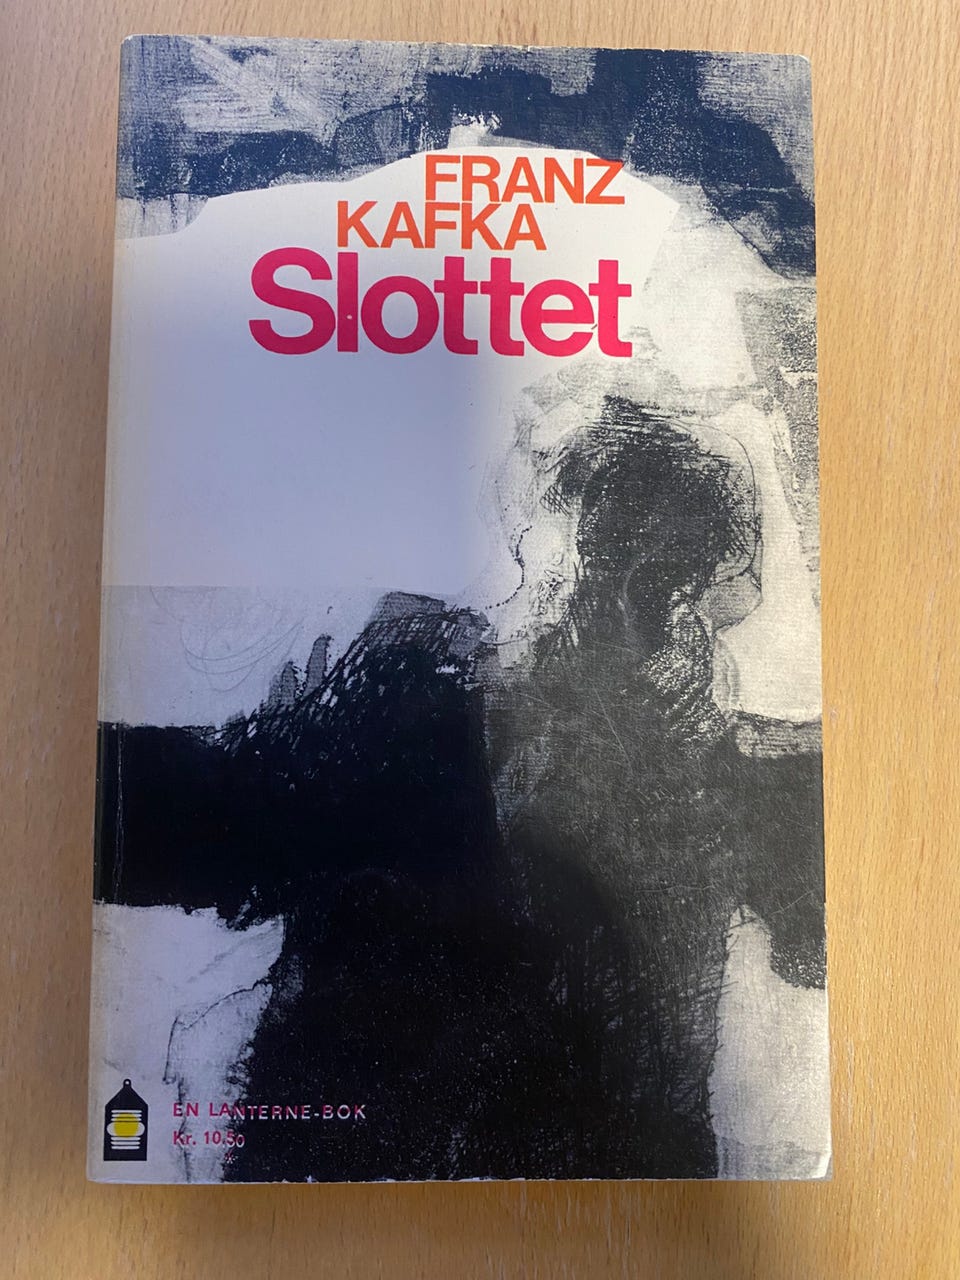 FRANZ
KAFKA
Slottet
EN LANTERNE-BOK
Kr. 10.50
*